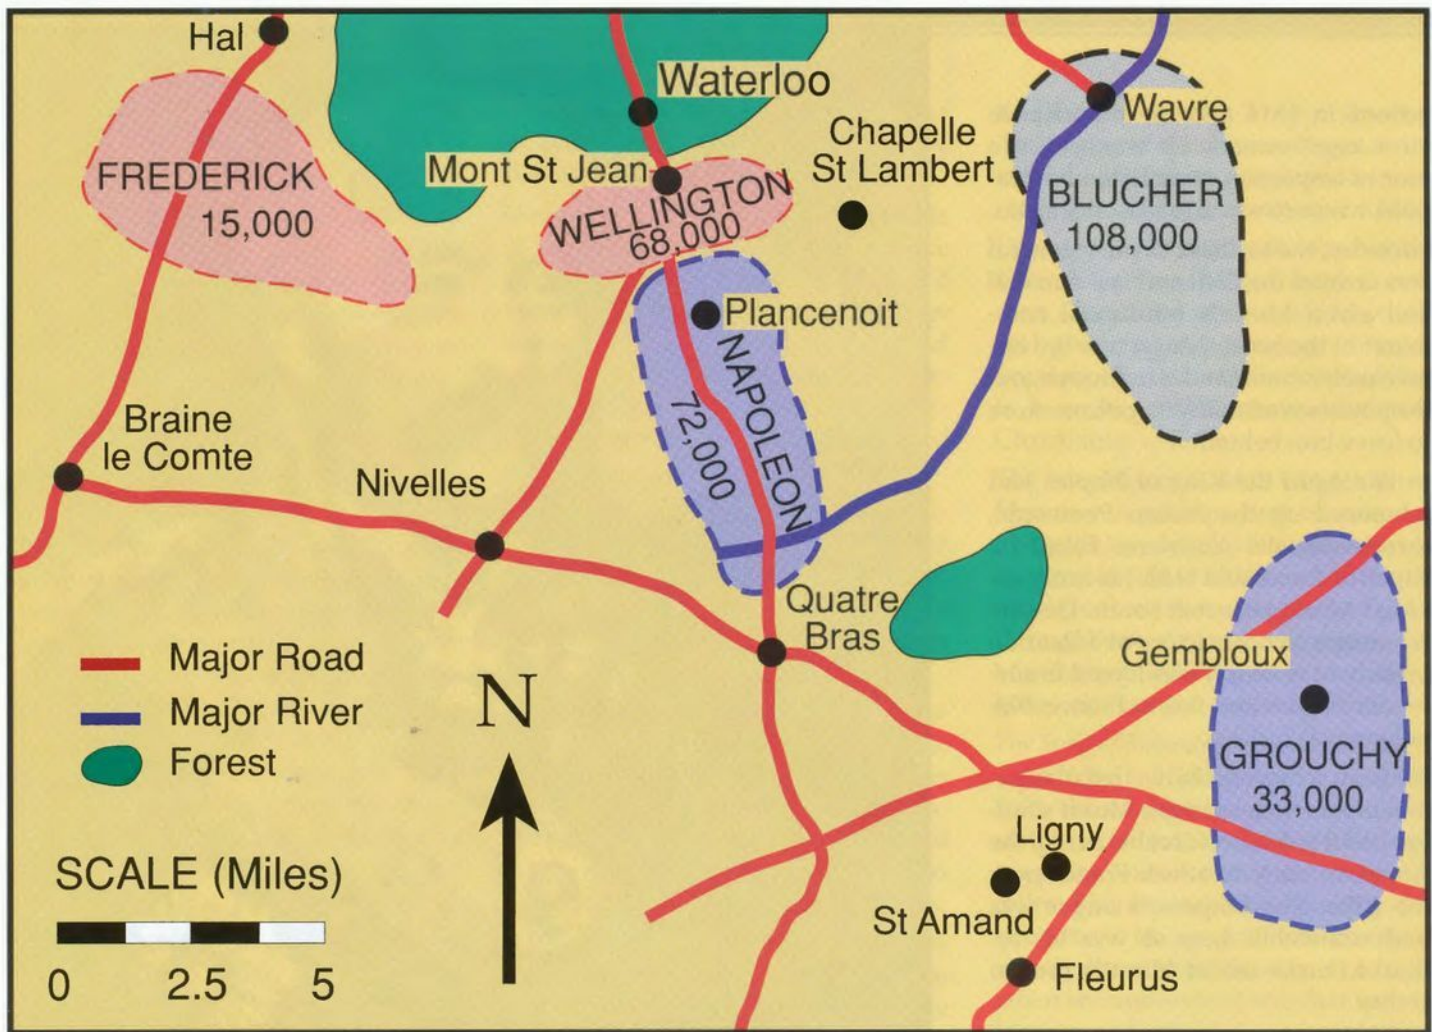 Hal
Waterloo
Wavre
Chapelle
St Lambert
Mont St Jean
FREDERICK
15,000
WELLINGTON
68,000
BLUCHER
108,000
Plancenoit
NAPOLEON
72,000
Braine
le Comte
Nivelles
Quatre
Bras
Gembloux
GROUCHY
33,000
Major Road
Major River
Forest
N
Ligny
St Amand
Fleurus
SCALE (Miles)
0 2.5 5